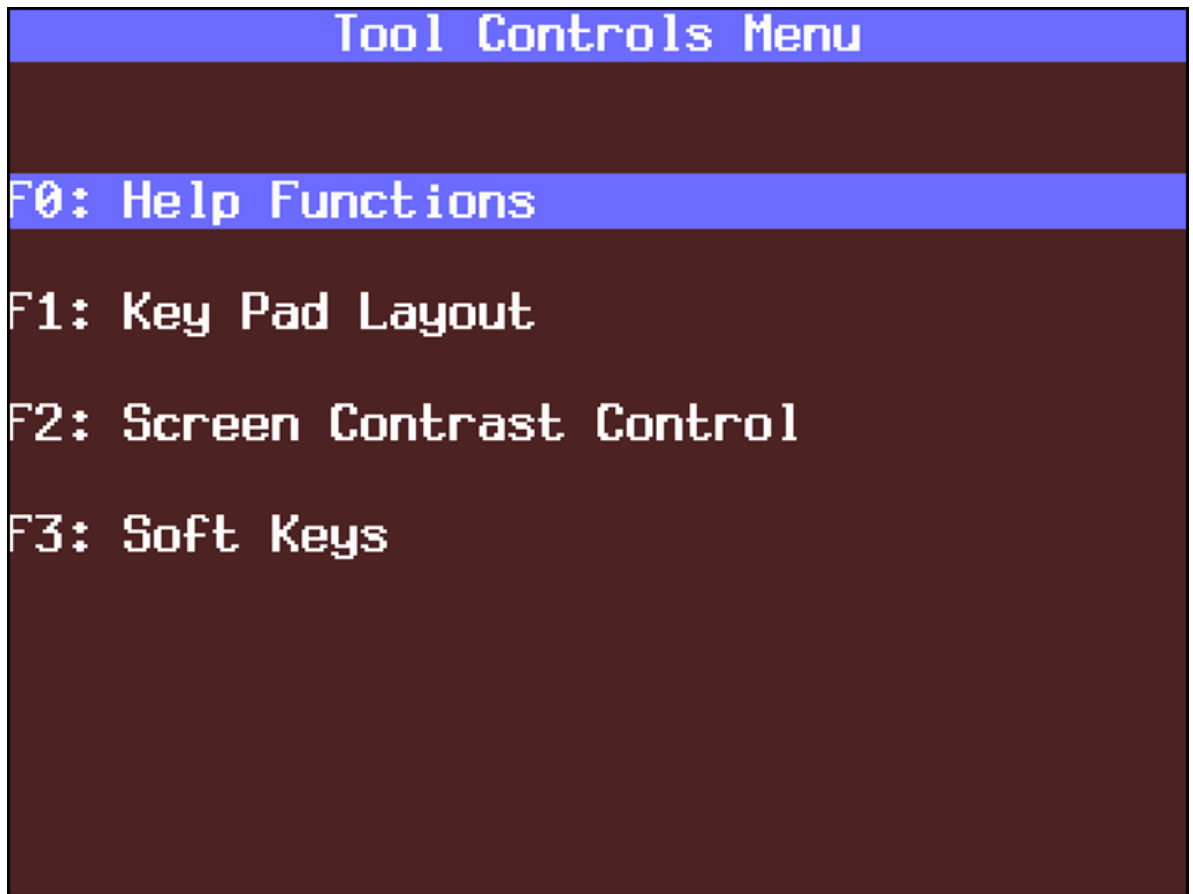 Tool Controls Menu
F0: Help Functions
F1: Key Pad Layout
F2: Screen Contrast Control
F3: Soft Keys